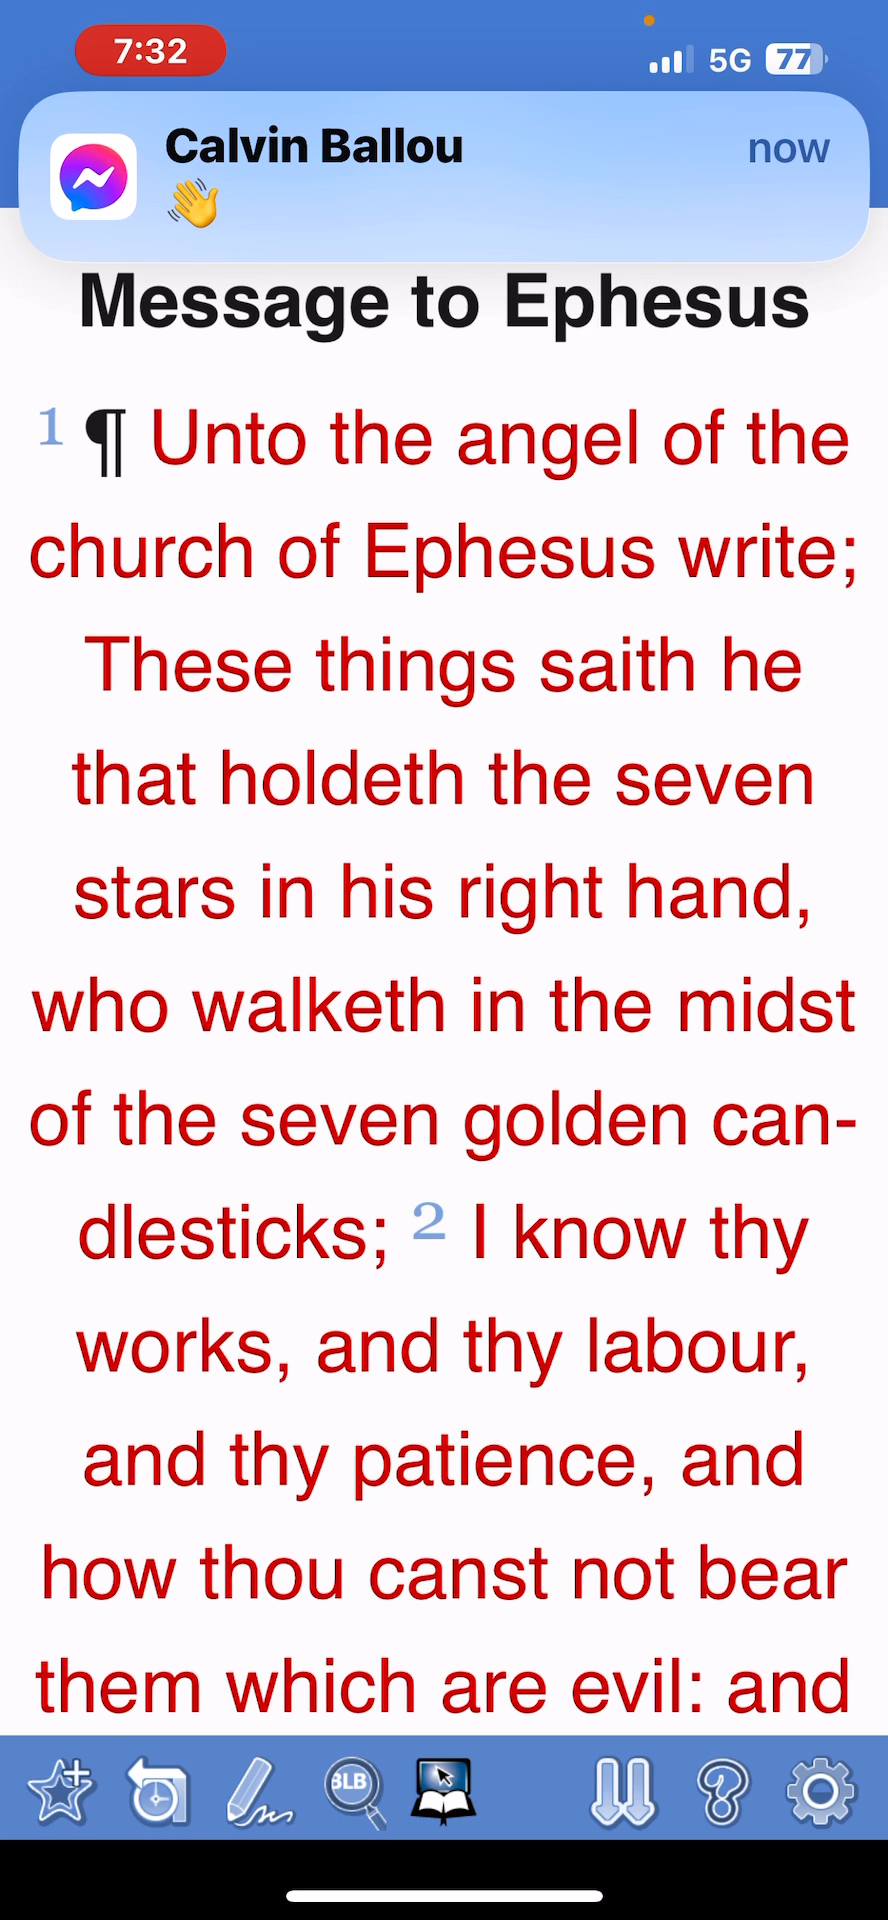 7:32
5G 77
Calvin Ballou
now
👋
Message to Ephesus
1 ¶ Unto the angel of the
church of Ephesus write;
These things saith he
that holdeth the seven
stars in his right hand,
who walketh in the midst
of the seven golden can-
dlesticks; 2 I know thy
works, and thy labour,
and thy patience, and
how thou canst not bear
them which are evil: and
BLB